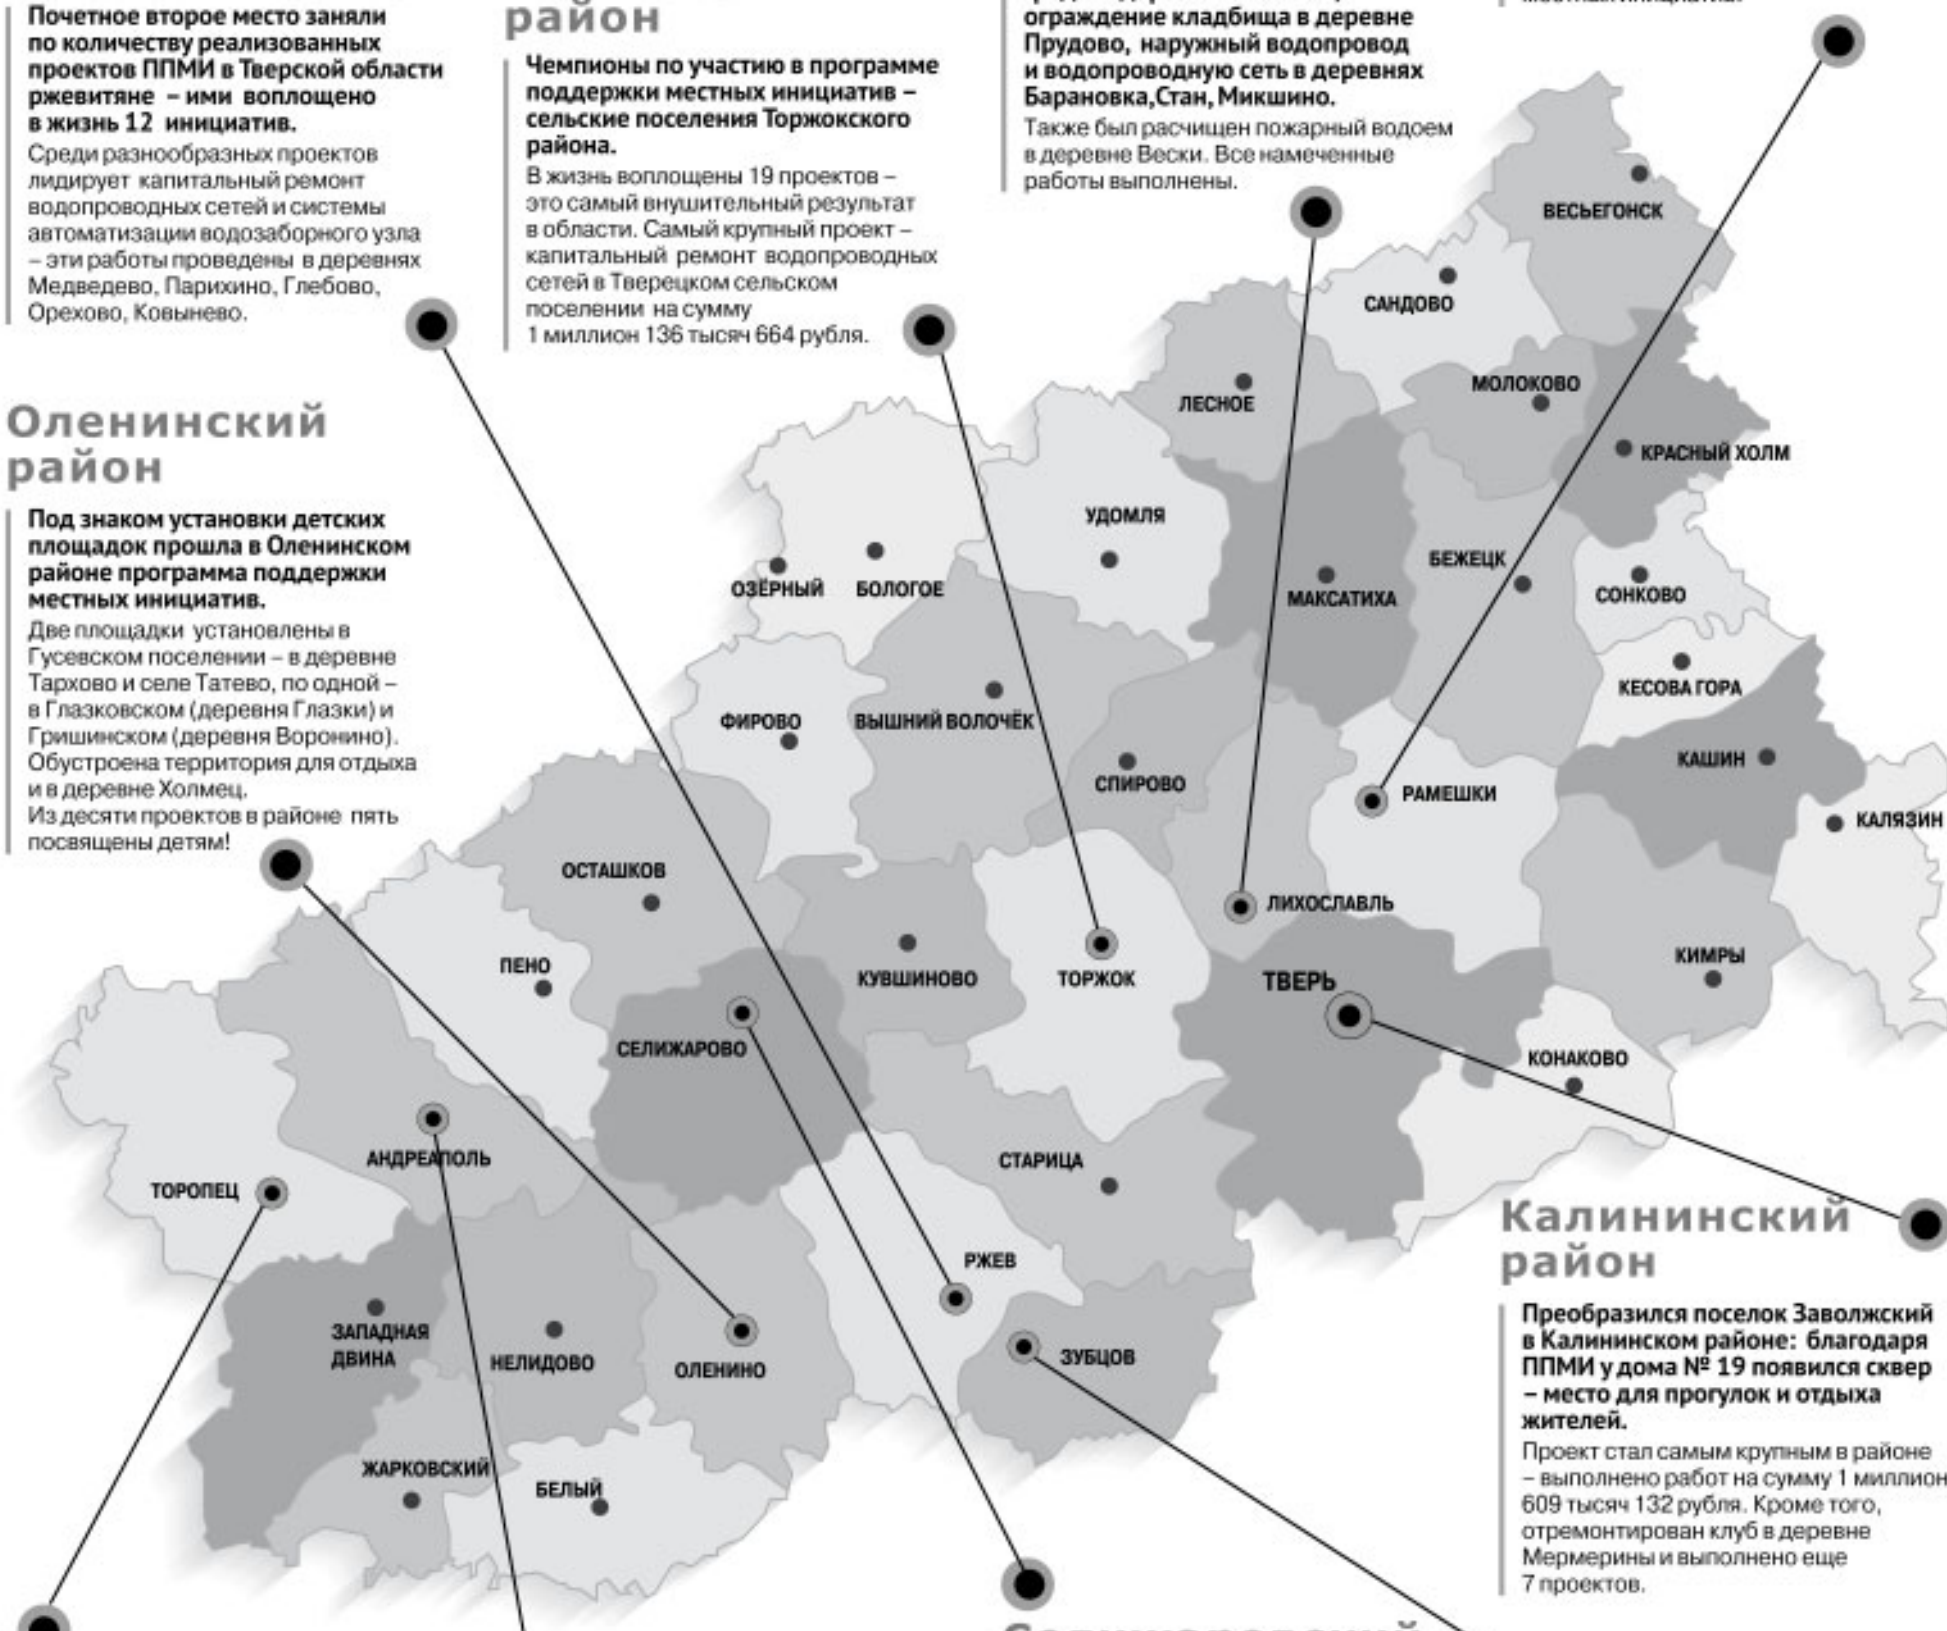 Почетное второе место заняли
по количеству реализованных
проектов ППМИ в Тверской области
ржевитяне – ими воплощено
в жизнь 12 инициатив.
Среди разнообразных проектов
лидирует капитальный ремонт
водопроводных сетей и системы
автоматизации водозаборного узла
– эти работы проведены в деревнях
Медведево, Парихино, Глебово,
Орехово, Ковынево.
район
Чемпионы по участию в программе
поддержки местных инициатив –
сельские поселения Торжокского
района.
В жизнь воплощены 19 проектов –
это самый внушительный результат
в области. Самый крупный проект –
капитальный ремонт водопроводных
сетей в Тверецком сельском
поселении на сумму
1 миллион 136 тысяч 664 рубля.
ограждение кладбища в деревне
Прудово, наружный водопровод
и водопроводную сеть в деревнях
Барановка,Стан, Микшино.
Также был расчищен пожарный водоем
в деревне Вески. Все намеченные
работы выполнены.
Оленинский
район
Под знаком установки детских
площадок прошла в Оленинском
районе программа поддержки
местных инициатив.
Две площадки установлены в
Гусевском поселении – в деревне
Тархово и селе Татево, по одной –
в Глазковском (деревня Глазки) и
Гришинском (деревня Воронино).
Обустроена территория для отдыха
и в деревне Холмец.
Из десяти проектов в районе пять
посвящены детям!
ВЕСЬЕГОНСК
САНДОВО
МОЛОКОВО
ЛЕСНОЕ
КРАСНЫЙ ХОЛМ
УДОМЛЯ
БЕЖЕЦК
ОЗЁРНЫЙ
БОЛОГОЕ
МАКСАТИХА
СОНКОВО
КЕСОВА ГОРА
ФИРОВО
ВЫШНИЙ ВОЛОЧЁК
КАШИН
СПИРОВО
РАМЕШКИ
КАЛЯЗИН
ОСТАШКОВ
ЛИХОСЛАВЛЬ
ПЕНО
КУВШИНОВО
ТОРЖОК
ТВЕРЬ
КИМРЫ
СЕЛИЖАРОВО
КОНАКОВО
АНДРЕАПОЛЬ
СТАРИЦА
ТОРОПЕЦ
РЖЕВ
ЗАПАДНАЯ
ДВИНА
НЕЛИДОВО
ОЛЕНИНО
ЗУБЦОВ
ЖАРКОВСКИЙ
БЕЛЫЙ
Калининский
район
Преобразился поселок Заволжский
в Калининском районе: благодаря
ППМИ у дома № 19 появился сквер
– место для прогулок и отдыха
жителей.
Проект стал самым крупным в районе
– выполнено работ на сумму 1 миллион
609 тысяч 132 рубля. Кроме того,
отремонтирован клуб в деревне
Мермерины и выполнено еще
7 проектов.